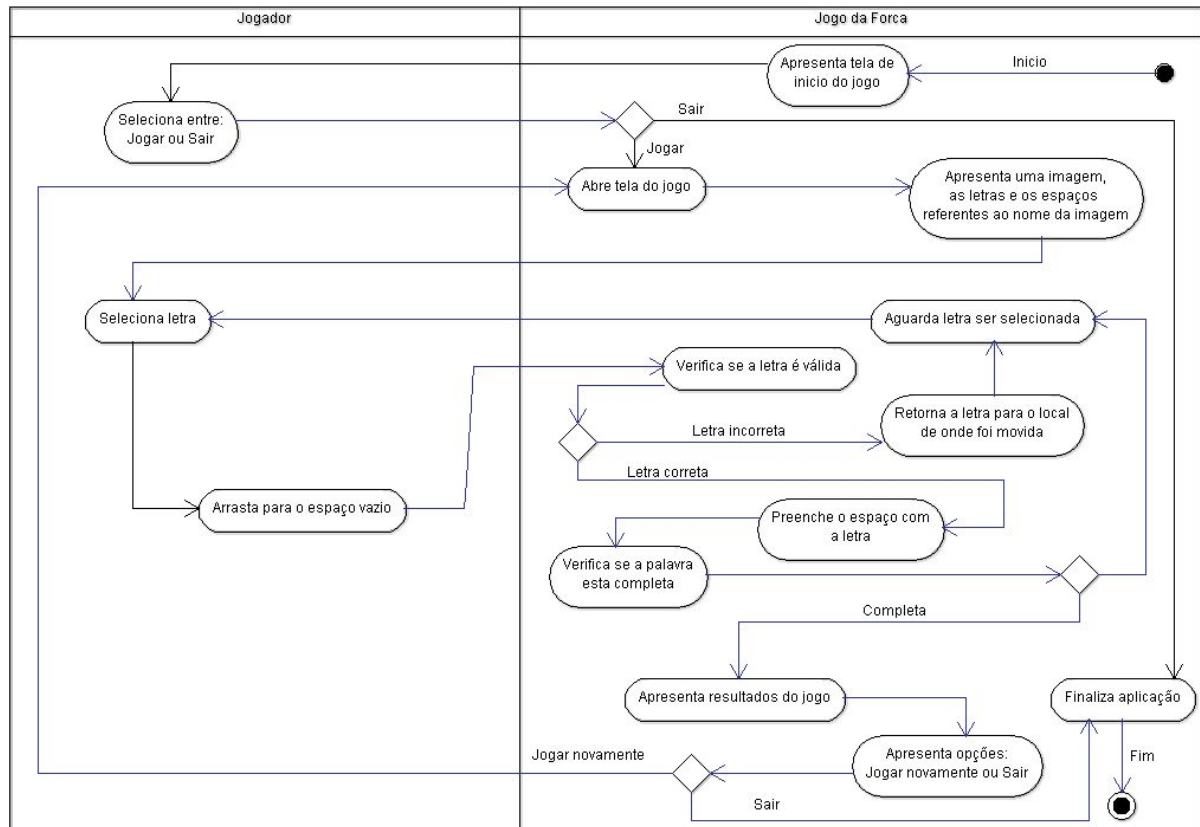 Jogador
Jogo da Forca
Inicio
Apresenta tela de
inicio do jogo
Seleciona entre:
Jogar ou Sair
Sair
Jogar
Abre tela do jogo
Apresenta uma imagem,
as letras e os espaços
referentes ao nome da imagem
Seleciona letra
Aguarda letra ser selecionada
Verifica se a letra é válida
Retorna a letra para o local
de onde foi movida
Letra incorreta
Letra correta
Arrasta para o espaço vazio
Preenche o espaço com
a letra
Verifica se a palavra
esta completa
Completa
Apresenta resultados do jogo
Finaliza aplicação
Jogar novamente
Apresenta opções:
Jogar novamente ou Sair
Fim
Sair